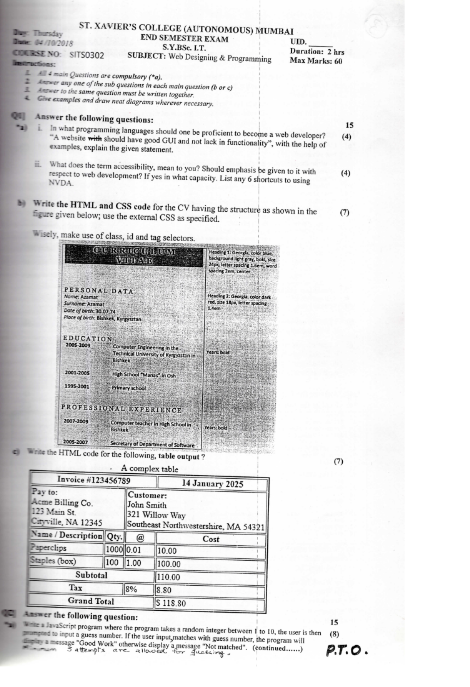 Day: Thursday
Date: 04/10/2018
COURSE NO: SITS0302
ST. XAVIER'S COLLEGE (AUTONOMOUS) MUMBAI
END SEMESTER EXAM
S.Y.BSc. I.T.
SUBJECT: Web Designing & Programming
UID.
Duration: 2 hrs
Max Marks: 60
Instructions:
1. All 4 main Questions are compulsory (*a).
2. Answer any one of the sub questions in each main question (b or c)
3. Answer to the same question must be written together.
4. Give examples and draw neat diagrams wherever necessary.
Q1] Answer the following questions: 15
*a) i. In what programming languages should one be proficient to become a web developer? (4)
"A website with should have good GUI and not lack in functionality", with the help of
examples, explain the given statement.
ii. What does the term accessibility, mean to you? Should emphasis be given to it with (4)
respect to web development? If yes in what capacity. List any 6 shortcuts to using
NVDA.
b) Write the HTML and CSS code for the CV having the structure as shown in the (7)
figure given below; use the external CSS as specified.
Wisely, make use of class, id and tag selectors.
CURRICULUM
VITAE
Heading 1: Georgia, color blue,
background light gray, bold, size
24px, letter spacing 1.6em, word
spacing 2em, center
PERSONAL DATA
Name: Azamat
Surname: Azamat
Date of birth: 30.07.74
Place of birth: Bishkek, Kyrgyzstan
Heading 2: Georgia, color dark
red, size 18px, letter spacing
1.4em
EDUCATION
2005-2009 Computer Engineering in the
Technical University of Kyrgyzstan in
Bishkek
Years: bold
2001-2005 High School "Manas" in Osh
1995-2001 Primary school
PROFESSIONAL EXPERIENCE
2007-2009 Computer teacher in High School in
Bishkek
Years: bold
2005-2007 Secretary of Department of Software
c) Write the HTML code for the following, table output ? (7)
A complex table
Invoice #123456789 14 January 2025
Pay to:
Acme Billing Co.
123 Main St.
Cityville, NA 12345
Customer:
John Smith
321 Willow Way
Southeast Northwestershire, MA 54321
Name / Description Qty. @ Cost
Paperclips 1000 0.01 10.00
Staples (box) 100 1.00 100.00
Subtotal 110.00
Tax 8% 8.80
Grand Total $ 118.80
Q2] Answer the following question: 15
*a) Write a JavaScript program where the program takes a random integer between 1 to 10, the user is then (8)
prompted to input a guess number. If the user input matches with guess number, the program will
display a message "Good Work" otherwise display a message "Not matched". (continued......)
Minimum 3 attempts are allowed for guessing.
P.T.O.